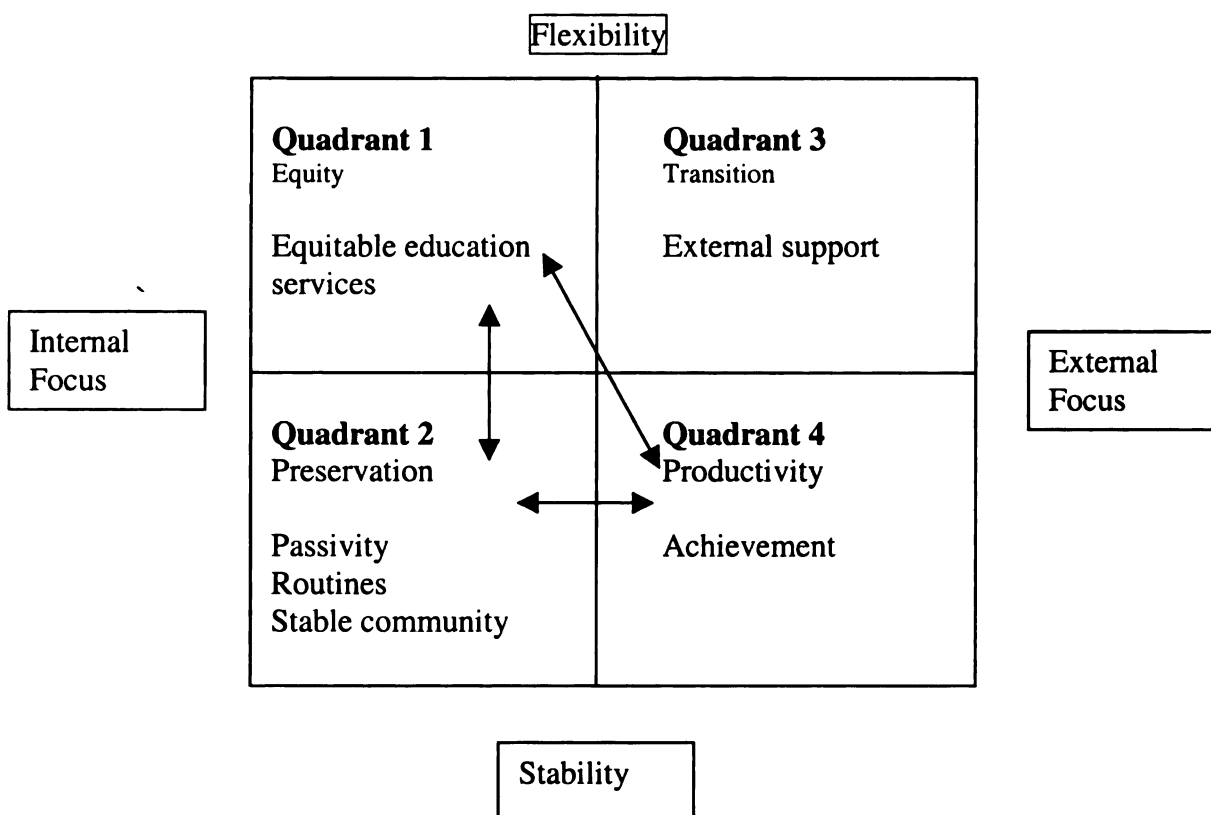 Flexibility
Quadrant 1
Equity
Equitable education
services
Quadrant 3
Transition
External support
Internal
Focus
External
Focus
Quadrant 2
Preservation
Passivity
Routines
Stable community
Quadrant 4
Productivity
Achievement
Stability